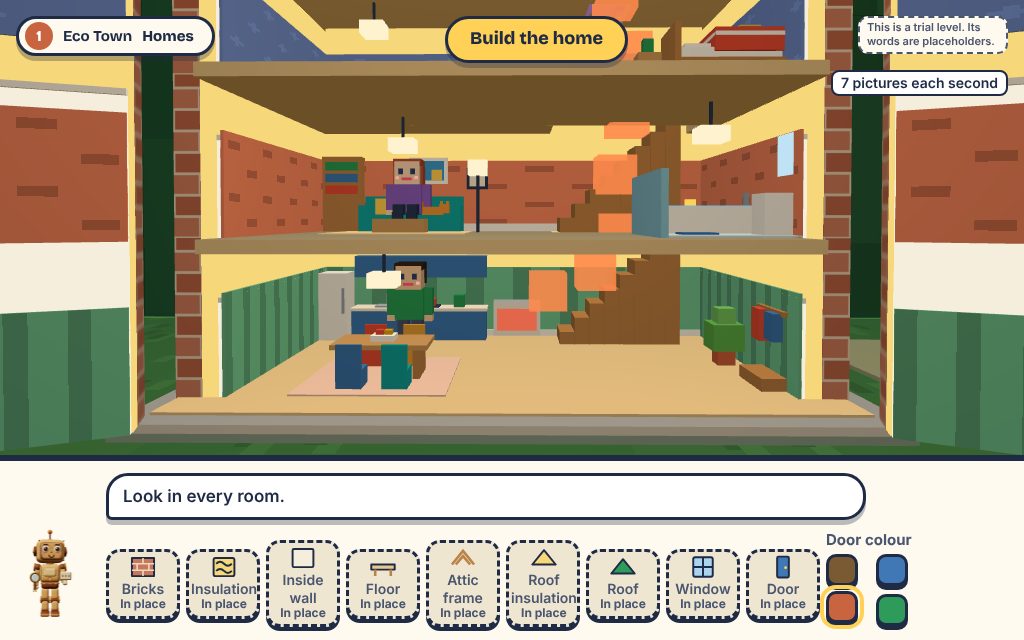 1 Eco Town Homes
Build the home
This is a trial level. Its
words are placeholders.
7 pictures each second
Look in every room.
Door colour
Bricks
In place
Insulation
In place
Inside
wall
In place
Floor
In place
Attic
frame
In place
Roof
insulation
In place
Roof
In place
Window
In place
Door
In place